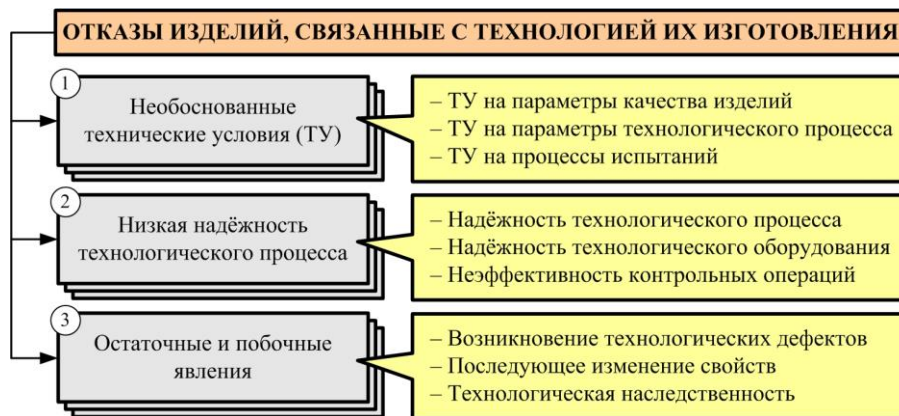 ОТКАЗЫ ИЗДЕЛИЙ, СВЯЗАННЫЕ С ТЕХНОЛОГИЕЙ ИХ ИЗГОТОВЛЕНИЯ
1
Необоснованные
технические условия (ТУ)
– ТУ на параметры качества изделий
– ТУ на параметры технологического процесса
– ТУ на процессы испытаний
2
Низкая надёжность
технологического процесса
– Надёжность технологического процесса
– Надёжность технологического оборудования
– Неэффективность контрольных операций
3
Остаточные и побочные
явления
– Возникновение технологических дефектов
– Последующее изменение свойств
– Технологическая наследственность